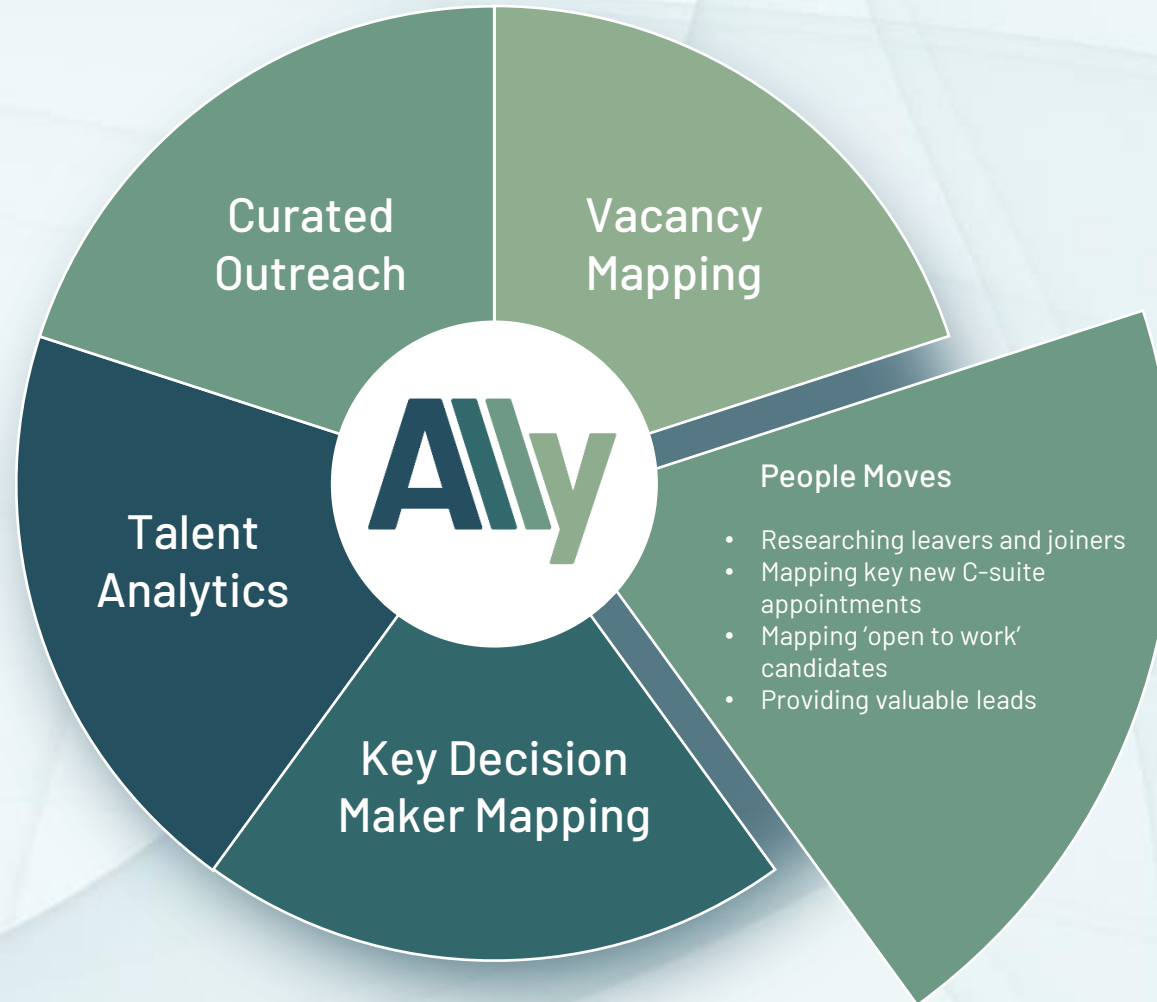 Curated
Outreach
Vacancy
Mapping
Ally
People Moves
• Researching leavers and joiners
• Mapping key new C-suite
appointments
• Mapping ‘open to work’
candidates
• Providing valuable leads
Talent
Analytics
Key Decision
Maker Mapping